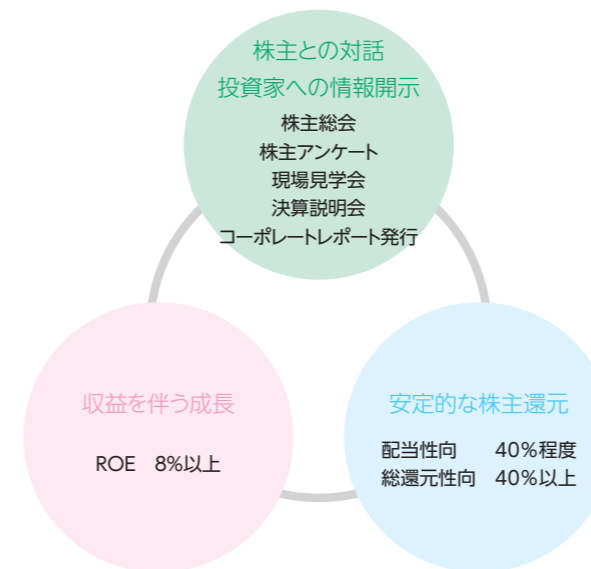 株主との対話
投資家への情報開示
株主総会
株主アンケート
現場見学会
決算説明会
コーポレートレポート発行
収益を伴う成長
ROE　8%以上
安定的な株主還元
配当性向　40%程度
総還元性向　40%以上